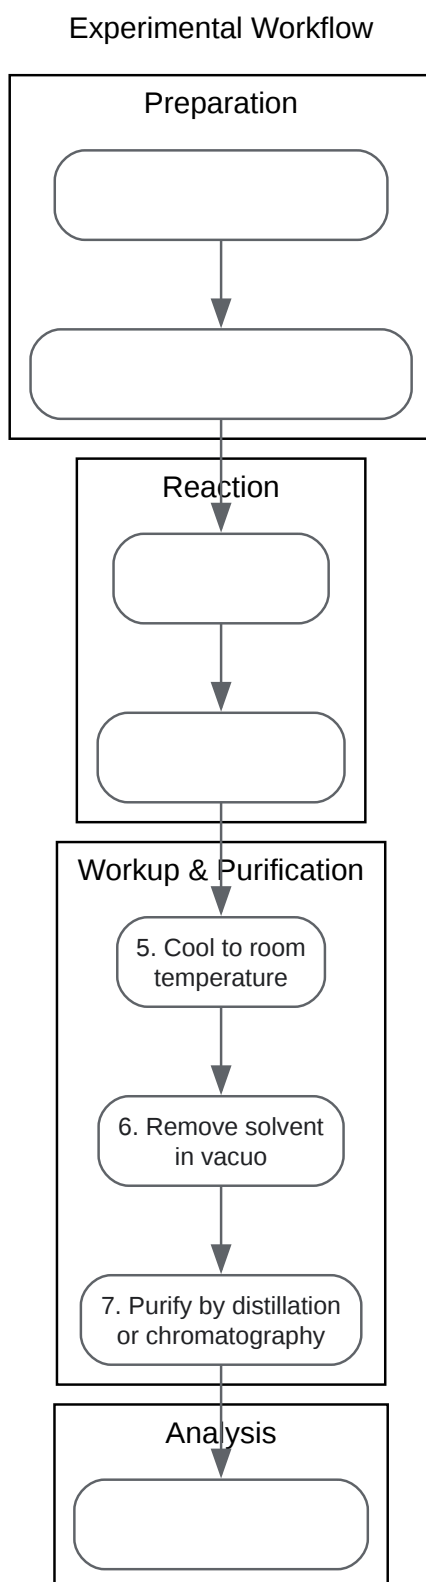 Experimental Workflow
Preparation
Reaction
Workup & Purification
5. Cool to room
temperature
6. Remove solvent
in vacuo
7. Purify by distillation
or chromatography
Analysis